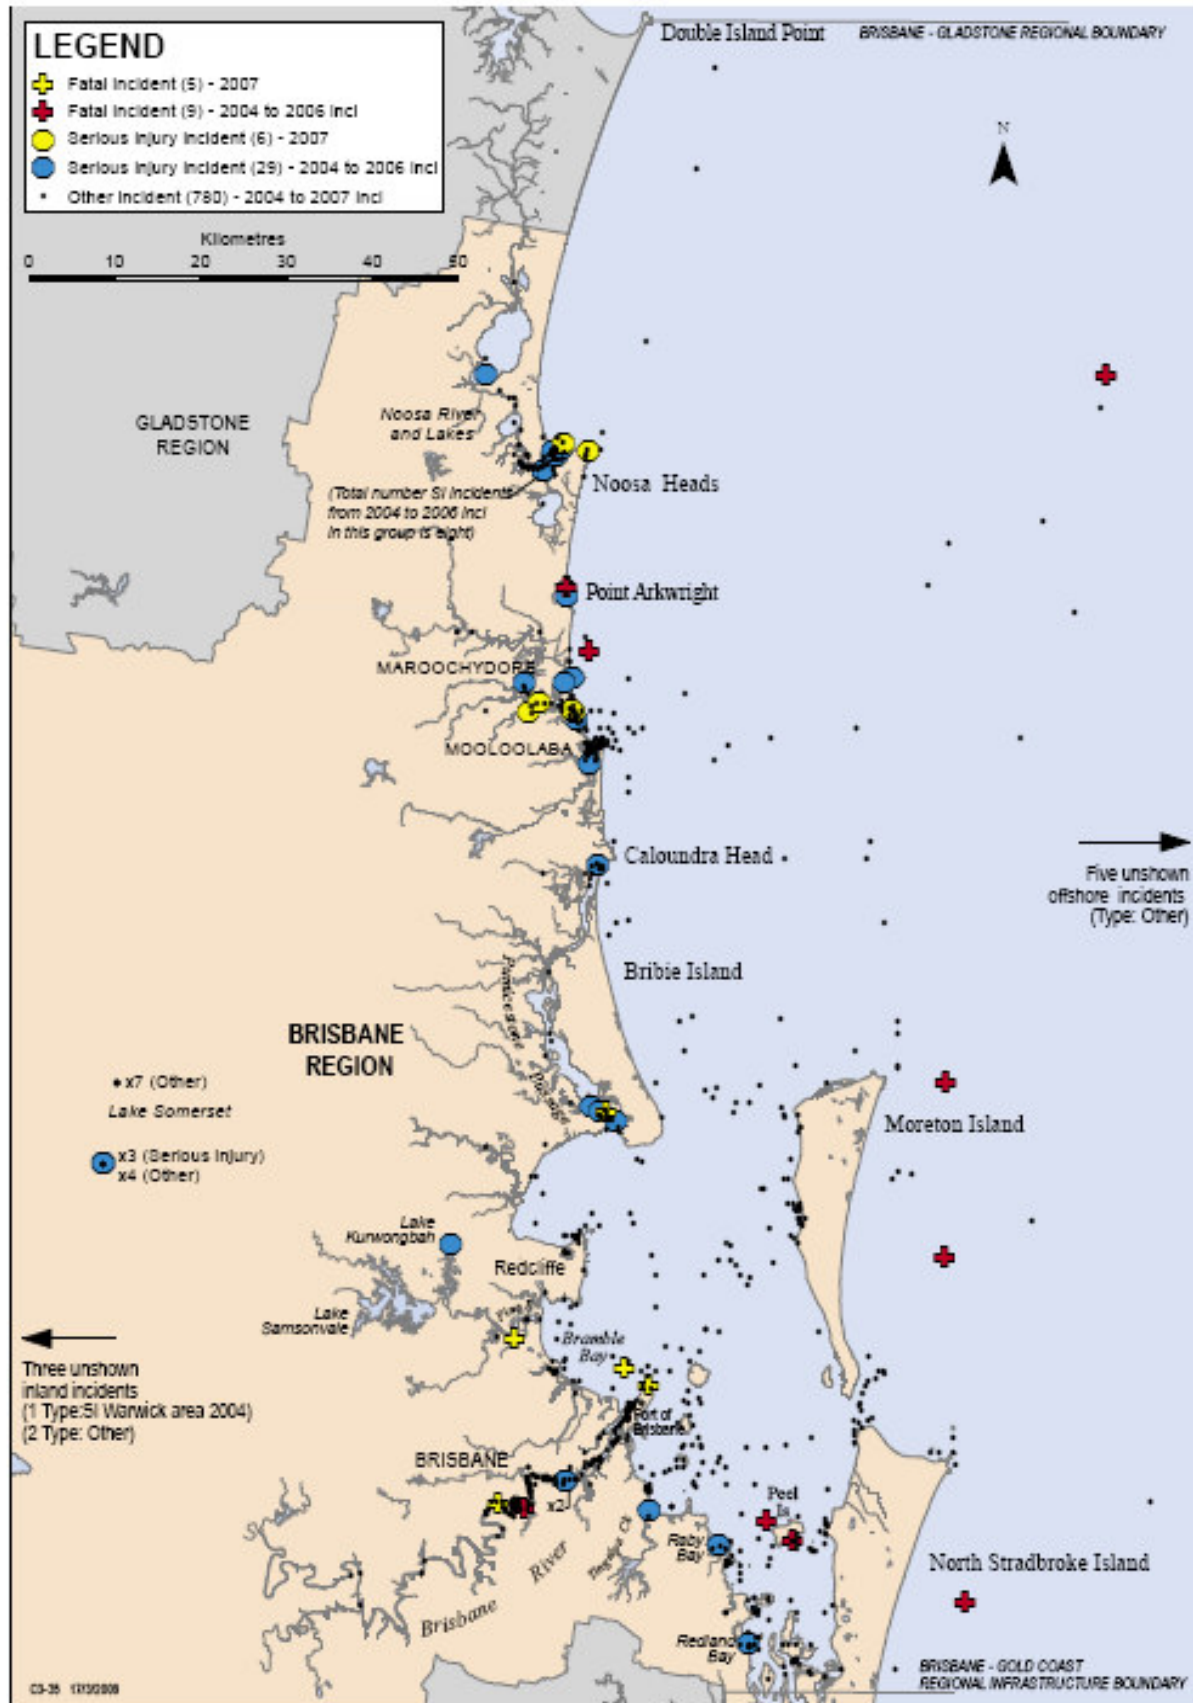 Double Island Point
BRISBANE - GLADSTONE REGIONAL BOUNDARY
LEGEND
Fatal Incident (5) - 2007
Fatal Incident (9) - 2004 to 2006 Incl
Serious Injury Incident (6) - 2007
Serious Injury Incident (29) - 2004 to 2006 Incl
Other Incident (780) - 2004 to 2007 Incl
N
Kilometres
0 10 20 30 40 50
GLADSTONE
REGION
Noosa River
and Lakes
Noosa Heads
(Total number SI Incidents
from 2004 to 2006 Incl
In this group is eight)
Point Arkwright
MAROOCHYDORE
MOOLOOLABA
Caloundra Head
Five unshown
offshore incidents
(Type: Other)
Bribie Island
Pumicestone
Passage
BRISBANE
REGION
x7 (Other)
Lake Somerset
x3 (Serious Injury)
x4 (Other)
Moreton Island
Lake
Kurwongbah
Redcliffe
Lake
Samsonvale
Bramble
Bay
Three unshown
inland incidents
(1 Type:SI Warwick area 2004)
(2 Type: Other)
Port of
Brisbane
BRISBANE
x2
Peel
Is
Raby
Bay
River
Brisbane
North Stradbroke Island
Redland
Bay
BRISBANE - GOLD COAST
REGIONAL INFRASTRUCTURE BOUNDARY